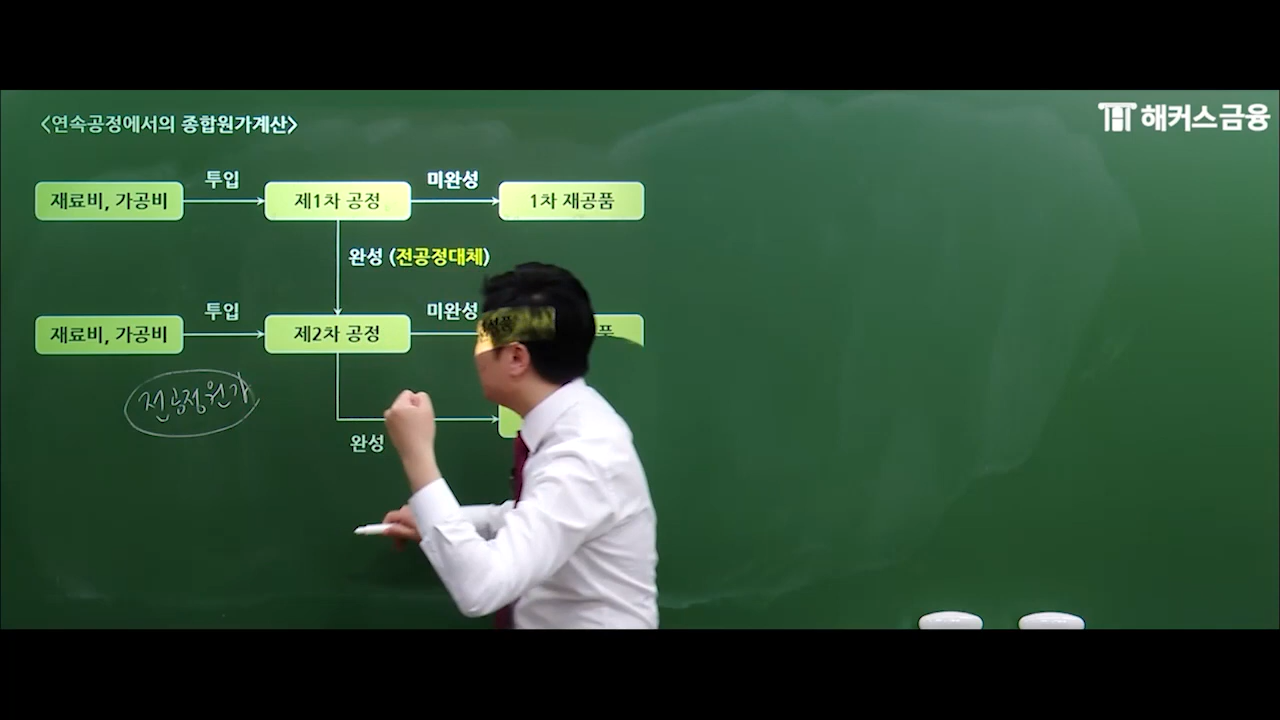 <연속공정에서의 종합원가계산>
해커스금융
재료비, 가공비
투입
제1차 공정
미완성
1차 재공품
완성 (전공정대체)
재료비, 가공비
투입
제2차 공정
미완성
품
전공정원가
완성